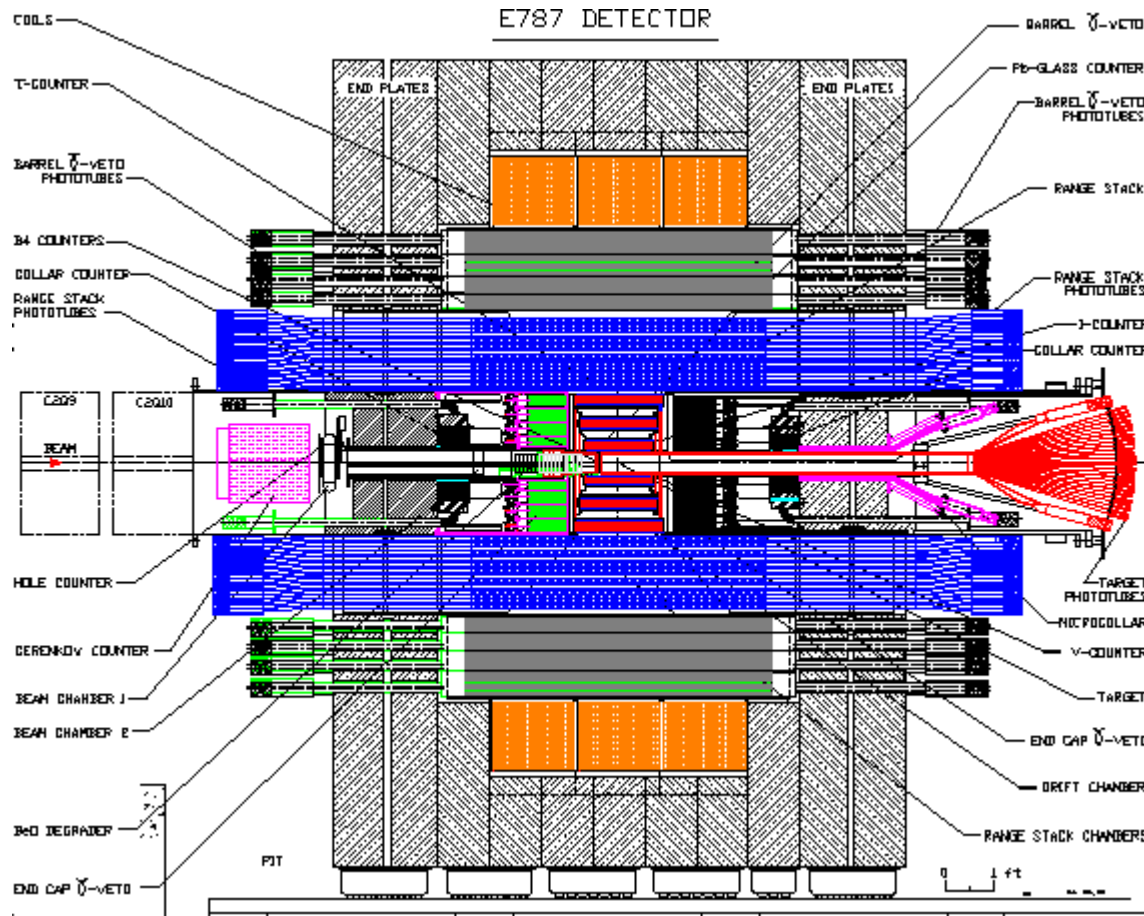 E787 DETECTOR
COILS
T-COUNTER
BARREL γ̄-VETO
PHOTOTUBES
B4 COUNTERS
COLLAR COUNTER
RANGE STACK
PHOTOTUBES
END PLATES
END PLATES
BARREL γ̄-VETO
Pb-GLASS COUNTER
BARREL γ̄-VETO
PHOTOTUBES
RANGE STACK
RANGE STACK
PHOTOTUBES
I-COUNTER
COLLAR COUNTER
C2Q9
C2Q10
BEAM
HOLE COUNTER
CERENKOV COUNTER
BEAM CHAMBER 1
BEAM CHAMBER 2
BeO DEGRADER
END CAP γ̄-VETO
PIT
TARGET
PHOTOTUBES
MICROCOLLAR
V-COUNTER
TARGET
END CAP γ̄-VETO
DRIFT CHAMBER
RANGE STACK CHAMBERS
0 1 ft